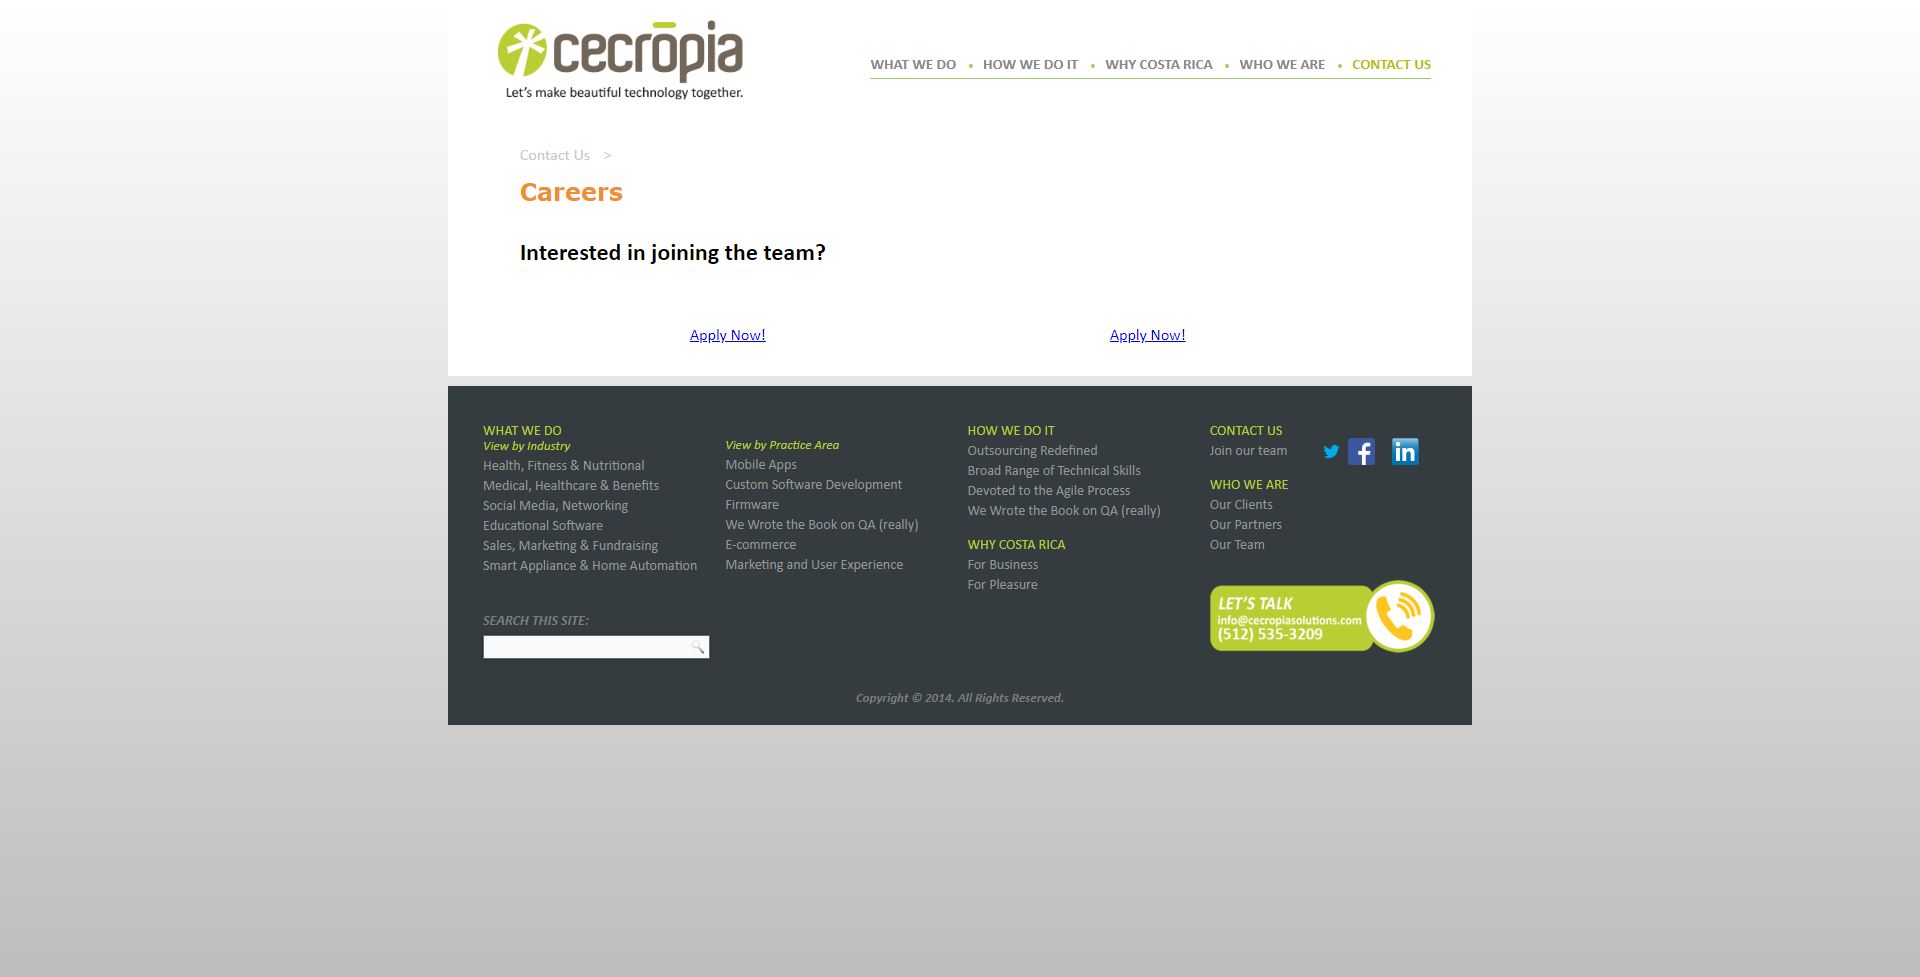 cecrōpia
Let's make beautiful technology together.
WHAT WE DO • HOW WE DO IT • WHY COSTA RICA • WHO WE ARE • CONTACT US
Contact Us >
Careers
Interested in joining the team?
Apply Now! Apply Now!
WHAT WE DO
View by Industry
Health, Fitness & Nutritional
Medical, Healthcare & Benefits
Social Media, Networking
Educational Software
Sales, Marketing & Fundraising
Smart Appliance & Home Automation
View by Practice Area
Mobile Apps
Custom Software Development
Firmware
We Wrote the Book on QA (really)
E-commerce
Marketing and User Experience
HOW WE DO IT
Outsourcing Redefined
Broad Range of Technical Skills
Devoted to the Agile Process
We Wrote the Book on QA (really)
WHY COSTA RICA
For Business
For Pleasure
CONTACT US
Join our team
f in
WHO WE ARE
Our Clients
Our Partners
Our Team
LET'S TALK
info@cecropiasolutions.com
(512) 535-3209
SEARCH THIS SITE:
Copyright © 2014. All Rights Reserved.